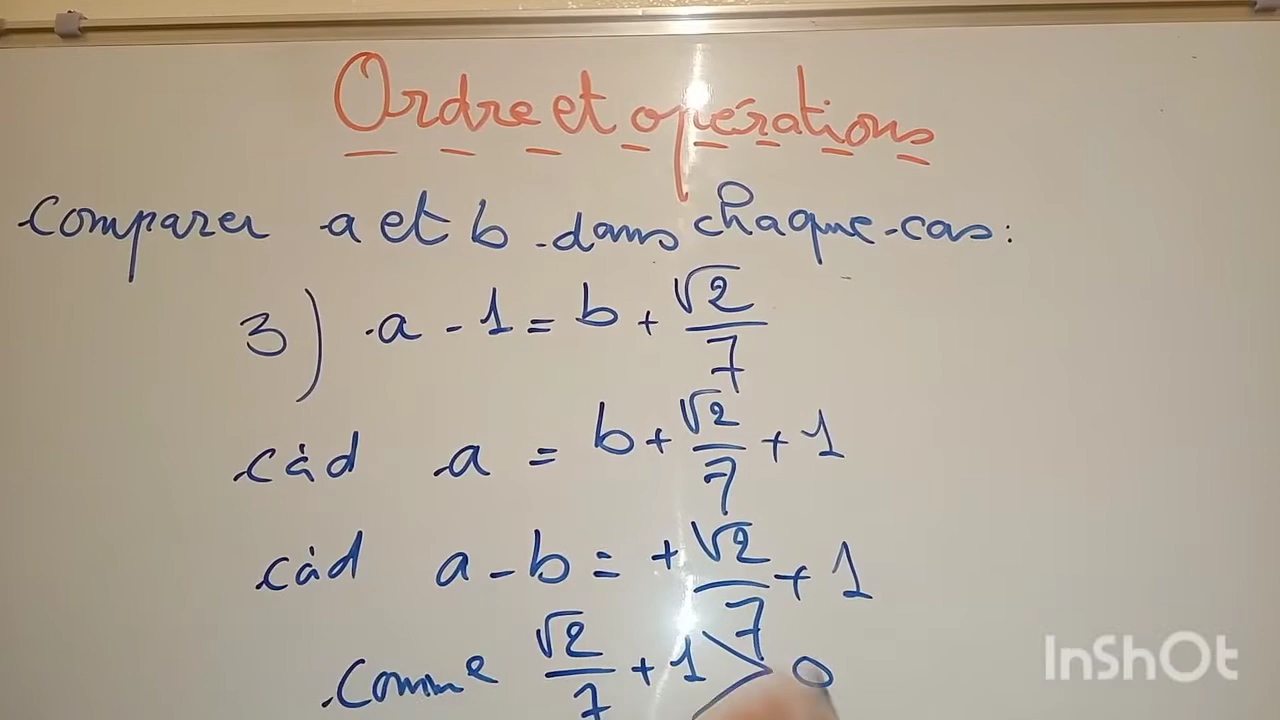 Ordre et opérations
Comparer a et b dans chaque cas :
3) a - 1 = b + √2/7
càd a = b + √2/7 + 1
càd a - b = + √2/7 + 1
Comme √2/7 + 1 > 0
InShOt